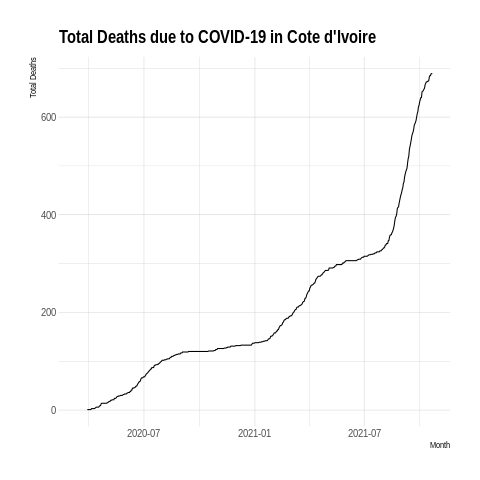 Total Deaths due to COVID-19 in Cote d'Ivoire
Total Deaths
600
400
200
0
2020-07 2021-01 2021-07
Month